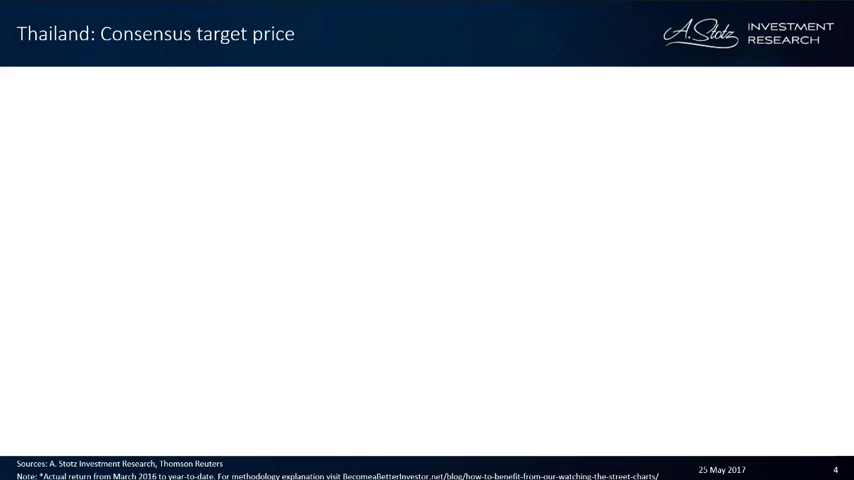 Thailand: Consensus target price
A. Stotz INVESTMENT
RESEARCH
Sources: A. Stotz Investment Research, Thomson Reuters
Note: *Actual return from March 2016 to year-to-date. For methodology explanation visit BecomeaBetterInvestor.net/blog/how-to-benefit-from-our-watching-the-street-charts/
25 May 2017
4